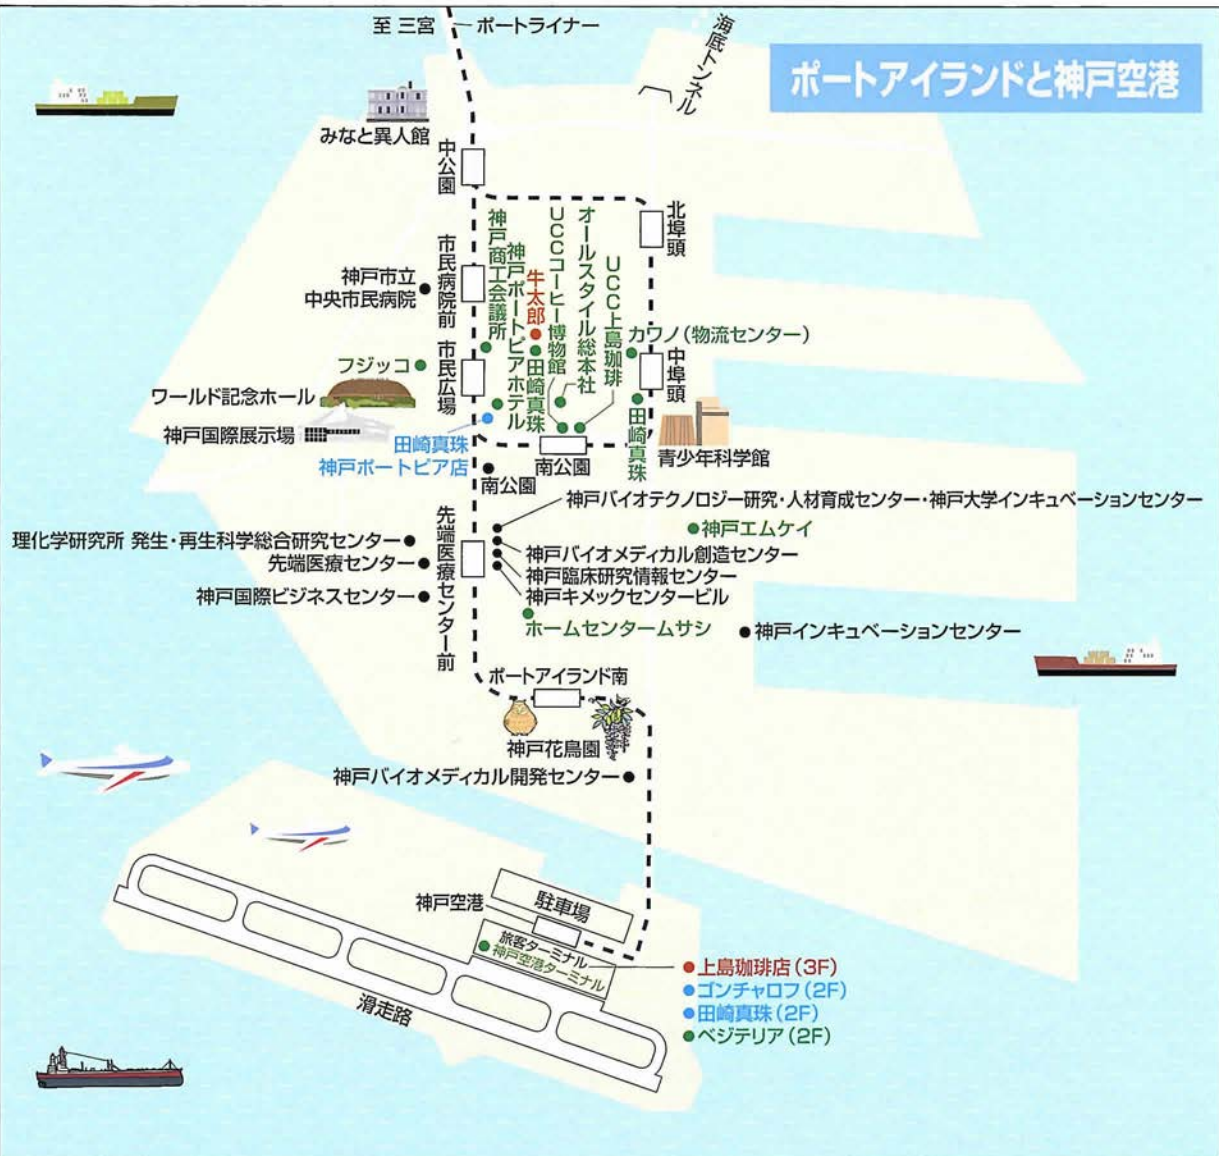 至 三宮
ポートライナー
海底トンネル
ポートアイランドと神戸空港
みなと異人館
中公園
北埠頭
市民病院前
神戸市立
中央市民病院
神戸商工会議所
神戸ポートピアホテル
牛太郎
田崎真珠
UCCコーヒー博物館
オールスタイル総本社
UCC上島珈琲
カワノ(物流センター)
中埠頭
フジッコ
市民広場
ワールド記念ホール
神戸国際展示場
田崎真珠
神戸ポートピア店
南公園
南公園
田崎真珠
青少年科学館
神戸バイオテクノロジー研究・人材育成センター・神戸大学インキュベーションセンター
神戸エムケイ
理化学研究所 発生・再生科学総合研究センター
先端医療センター
神戸国際ビジネスセンター
先端医療センター前
神戸バイオメディカル創造センター
神戸臨床研究情報センター
神戸キメックセンタービル
ホームセンタームサシ
神戸インキュベーションセンター
ポートアイランド南
神戸花鳥園
神戸バイオメディカル開発センター
駐車場
神戸空港
旅客ターミナル
神戸空港ターミナル
滑走路
上島珈琲店(3F)
ゴンチャロフ(2F)
田崎真珠(2F)
ベジテリア(2F)